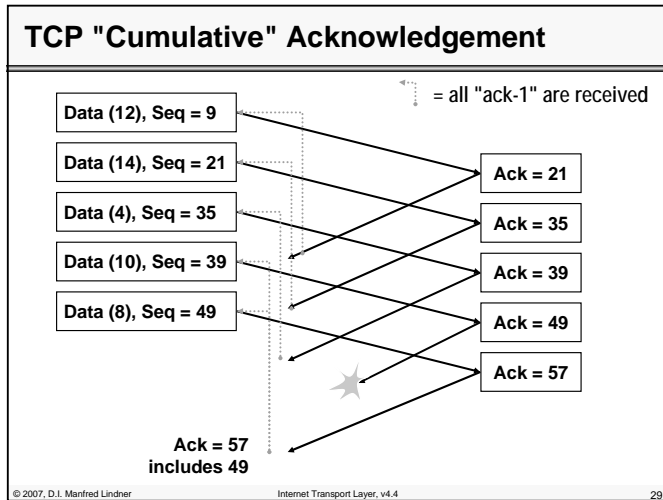 TCP "Cumulative" Acknowledgement
= all "ack-1" are received
Data (12), Seq = 9
Data (14), Seq = 21
Data (4), Seq = 35
Data (10), Seq = 39
Data (8), Seq = 49
Ack = 21
Ack = 35
Ack = 39
Ack = 49
Ack = 57
Ack = 57
includes 49
© 2007, D.I. Manfred Lindner
Internet Transport Layer, v4.4
29